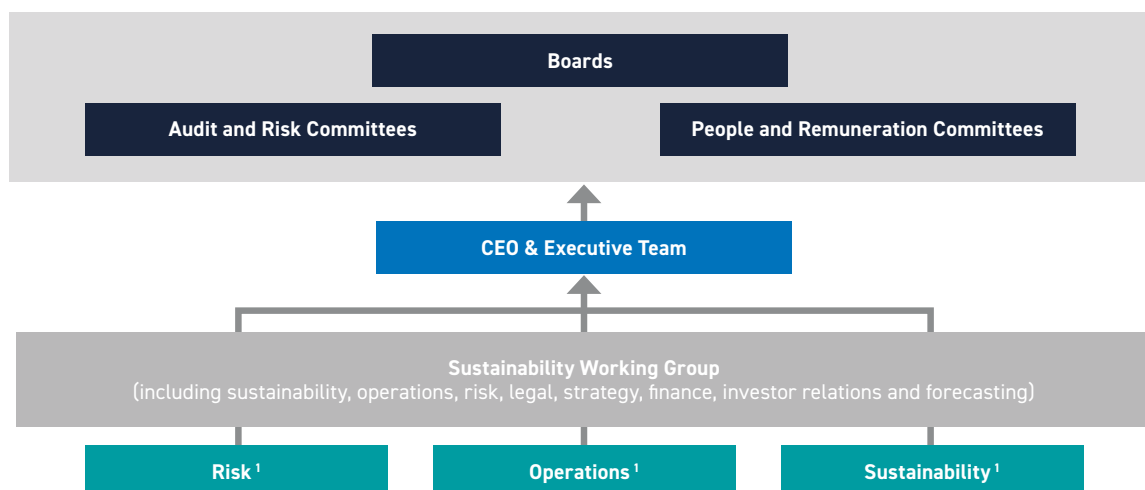 Boards
Audit and Risk Committees
People and Remuneration Committees
CEO & Executive Team
Sustainability Working Group
(including sustainability, operations, risk, legal, strategy, finance, investor relations and forecasting)
Risk ¹
Operations ¹
Sustainability ¹